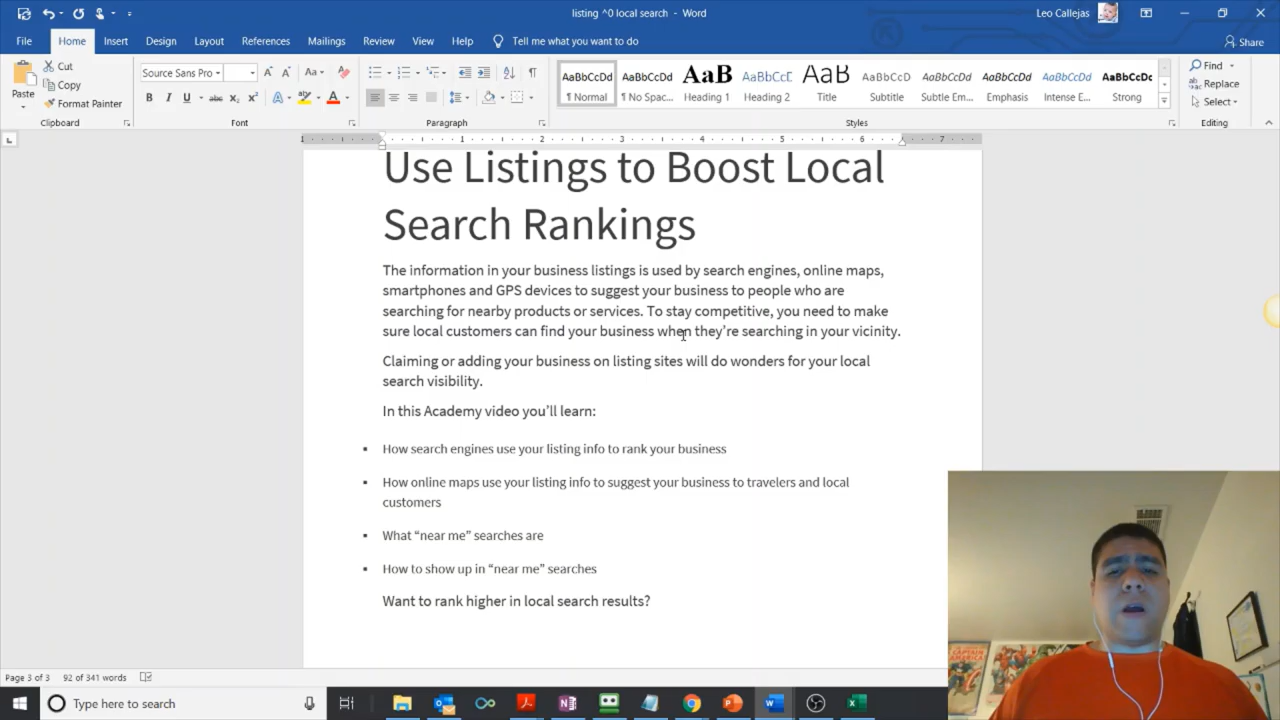 listing ^0 local search - Word
Leo Callejas
File Home Insert Design Layout References Mailings Review View Help Tell me what you want to do Share
Paste
Cut
Copy
Format Painter
Clipboard
Source Sans Pro
Font
Paragraph
AaBbCcDd
¶ Normal
AaBbCcDd
¶ No Spac...
AaB
Heading 1
AaBbCcE
Heading 2
AaB
Title
AaBbCcD
Subtitle
AaBbCcDd
Subtle Em...
AaBbCcDd
Emphasis
AaBbCcDd
Intense E...
AaBbCcDc
Strong
Styles
Find
Replace
Select
Editing
1 1 2 3 4 5 6 7
Use Listings to Boost Local
Search Rankings
The information in your business listings is used by search engines, online maps,
smartphones and GPS devices to suggest your business to people who are
searching for nearby products or services. To stay competitive, you need to make
sure local customers can find your business when they’re searching in your vicinity.
Claiming or adding your business on listing sites will do wonders for your local
search visibility.
In this Academy video you’ll learn:
▪ How search engines use your listing info to rank your business
▪ How online maps use your listing info to suggest your business to travelers and local
customers
▪ What “near me” searches are
▪ How to show up in “near me” searches
Want to rank higher in local search results?
Page 3 of 3 92 of 341 words
Type here to search